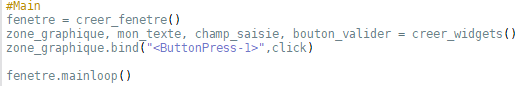 #Main
fenetre = creer_fenetre()
zone_graphique, mon_texte, champ_saisie, bouton_valider = creer_widgets()
zone_graphique.bind("<ButtonPress-1>",click)
fenetre.mainloop()